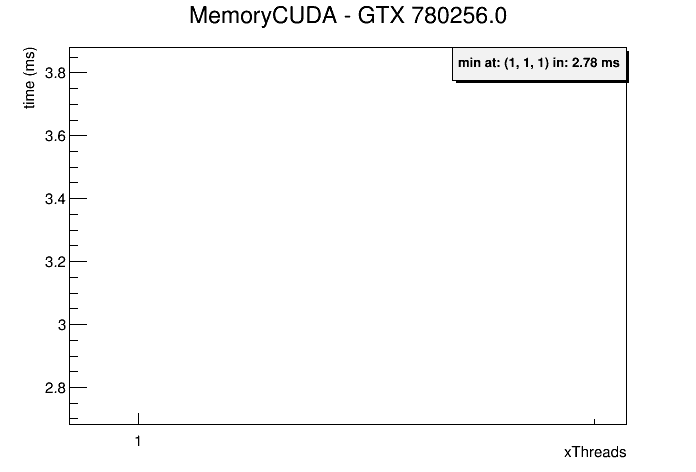 MemoryCUDA - GTX 780256.0
time (ms)
min at: (1, 1, 1) in: 2.78 ms
3.8
3.6
3.4
3.2
3
2.8
1
xThreads